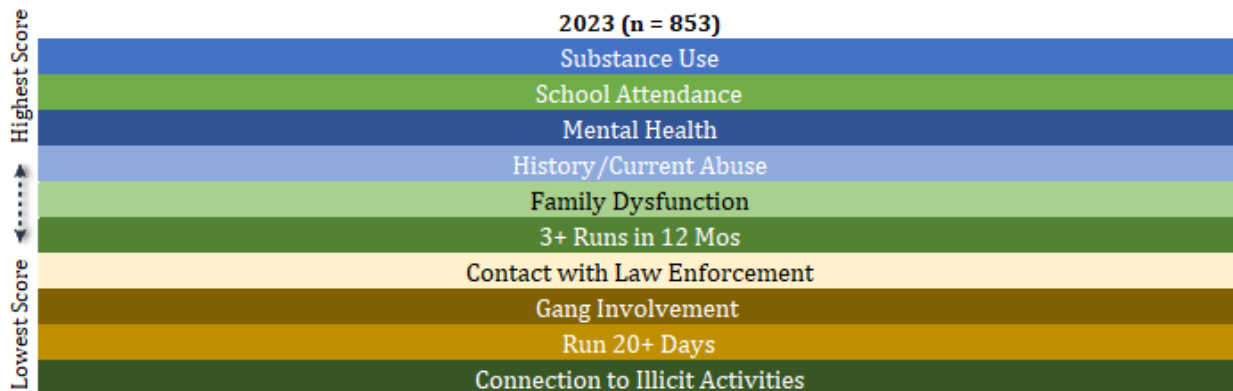 2023 (n = 853)
Highest Score
Substance Use
School Attendance
Mental Health
History/Current Abuse
Family Dysfunction
3+ Runs in 12 Mos
Lowest Score
Contact with Law Enforcement
Gang Involvement
Run 20+ Days
Connection to Illicit Activities